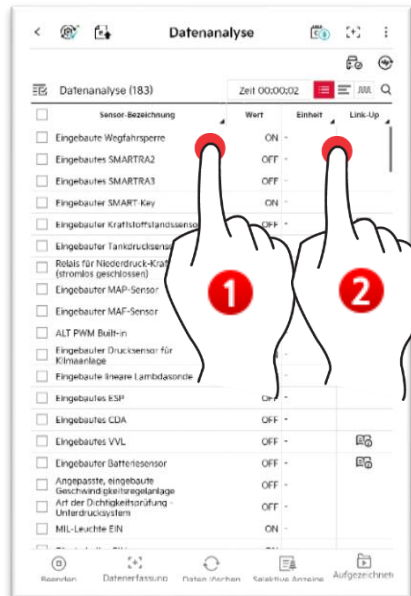 Datenanalyse
Datenanalyse (183) Zeit 00:00:02
Sensor-Bezeichnung Wert Einheit Link-Up
Eingebaute Wegfahrsperre ON -
Eingebautes SMARTRA2 OFF
Eingebautes SMARTRA3 OFF
Eingebauter SMART-Key ON
Eingebauter Kraftstoffstandssenso OFF
Eingebauter Tankdrucksens
Relais für Niederdruck-Kraf
(stromlos geschlossen)
Eingebauter MAP-Sensor
Eingebauter MAF-Sensor
ALT PWM Built-in
Eingebauter Drucksensor für
Klimaanlage
Eingebaute lineare Lambdasonde
Eingebautes ESP OFF -
Eingebautes CDA OFF -
Eingebautes VVL OFF -
Eingebauter Batteriesensor OFF -
Angepasste, eingebaute
Geschwindigkeitsregelanlage OFF -
Art der Dichtigkeitsprüfung -
Unterdrucksystem OFF -
MIL-Leuchte EIN ON -
1
2
Beenden Datenerfassung Daten löschen Selektive Anzeige Aufgezeichnet